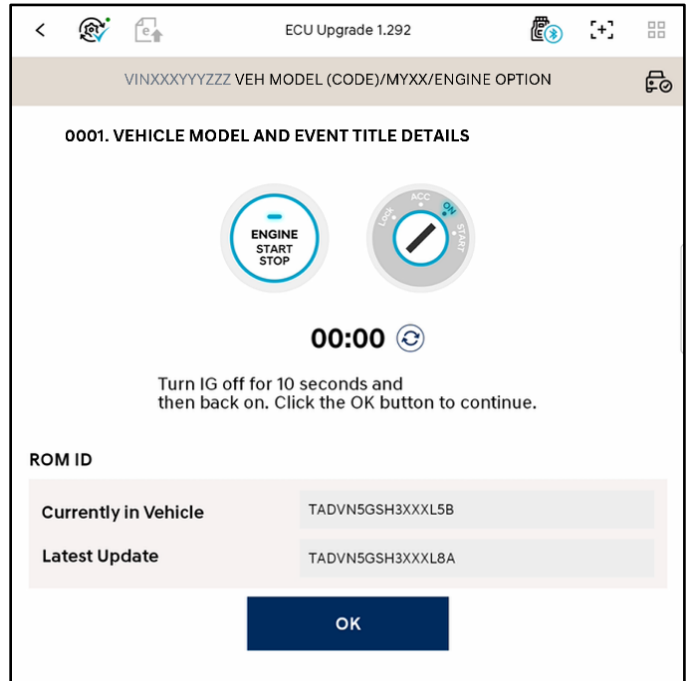 ECU Upgrade 1.292
VINXXXYYYZZZ VEH MODEL (CODE)/MYXX/ENGINE OPTION
0001. VEHICLE MODEL AND EVENT TITLE DETAILS
ENGINE
START
STOP
Lock
ACC
ON
START
00:00
Turn IG off for 10 seconds and
then back on. Click the OK button to continue.
ROM ID
Currently in Vehicle TADVN5GSH3XXXL5B
Latest Update TADVN5GSH3XXXL8A
OK